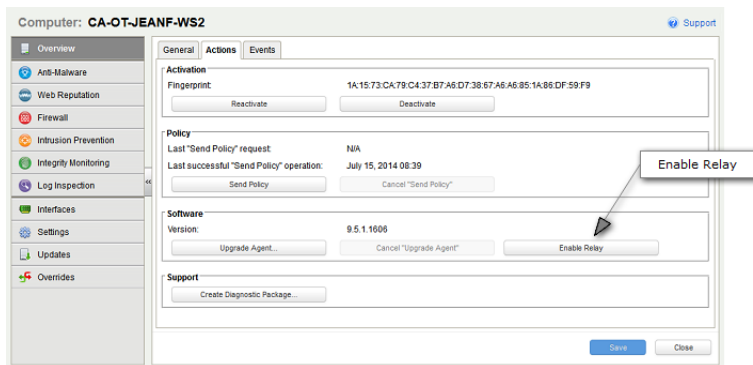 Computer: CA-OT-JEANF-WS2
Support
Overview
Anti-Malware
Web Reputation
Firewall
Intrusion Prevention
Integrity Monitoring
Log Inspection
Interfaces
Settings
Updates
Overrides
General Actions Events
Activation
Fingerprint: 1A:15:73:CA:79:C4:37:B7:A6:D7:38:67:A6:A6:85:1A:86:DF:59:F9
Reactivate Deactivate
Policy
Last "Send Policy" request: N/A
Last successful "Send Policy" operation: July 15, 2014 08:39
Send Policy Cancel "Send Policy"
Software
Version: 9.5.1.1606
Upgrade Agent... Cancel "Upgrade Agent" Enable Relay
Support
Create Diagnostic Package...
Save Close
Enable Relay
«